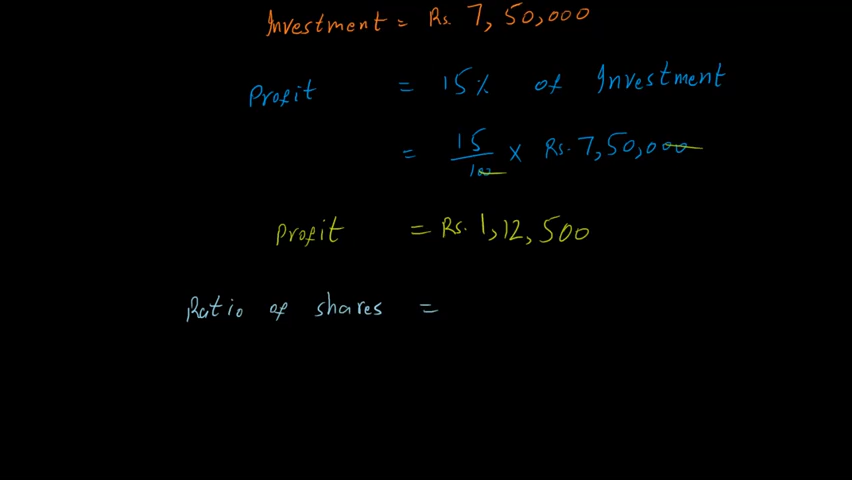 Investment = Rs. 7,50,000
Profit = 15% of Investment
= 15/100 × Rs. 7,50,000
Profit = Rs. 1,12,500
Ratio of shares =